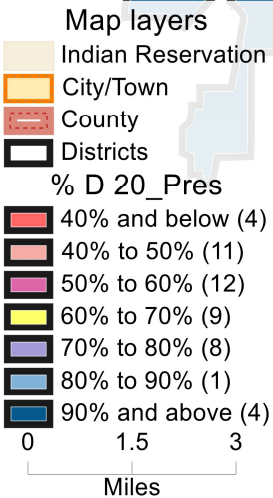 Map layers
Indian Reservation
City/Town
County
Districts
% D 20_Pres
40% and below (4)
40% to 50% (11)
50% to 60% (12)
60% to 70% (9)
70% to 80% (8)
80% to 90% (1)
90% and above (4)
0 1.5 3
Miles